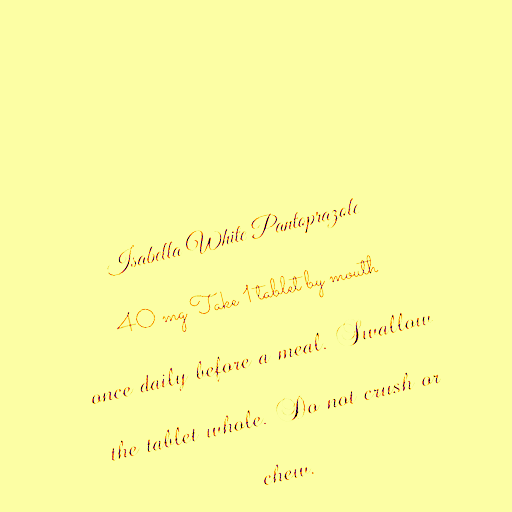 Isabella White Pantoprazole
40 mg Take 1 tablet by mouth
once daily before a meal. Swallow
the tablet whole. Do not crush or
chew.